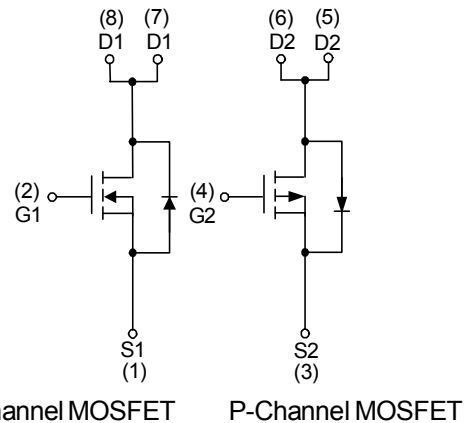 (8) (7) (6) (5)
D1 D1 D2 D2
(2) (4)
G1 G2
S1 S2
(1) (3)
hannel MOSFET P-Channel MOSFET